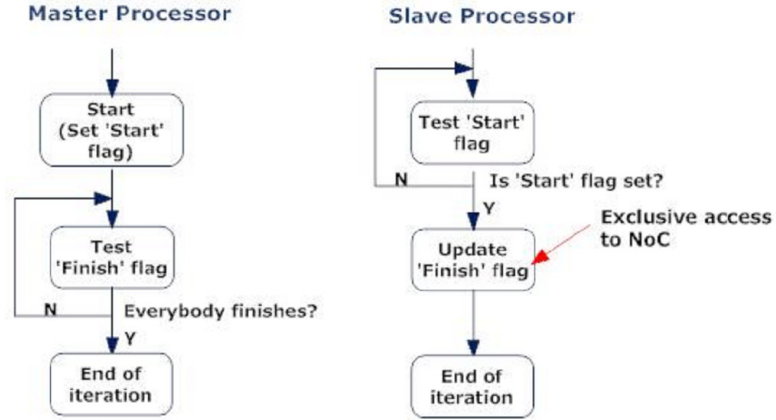 Master Processor
Start
(Set 'Start'
flag)
Test
'Finish' flag
N
Everybody finishes?
Y
End of
iteration
Slave Processor
Test 'Start'
flag
N
Is 'Start' flag set?
Y
Update
'Finish' flag
Exclusive access
to NoC
End of
iteration